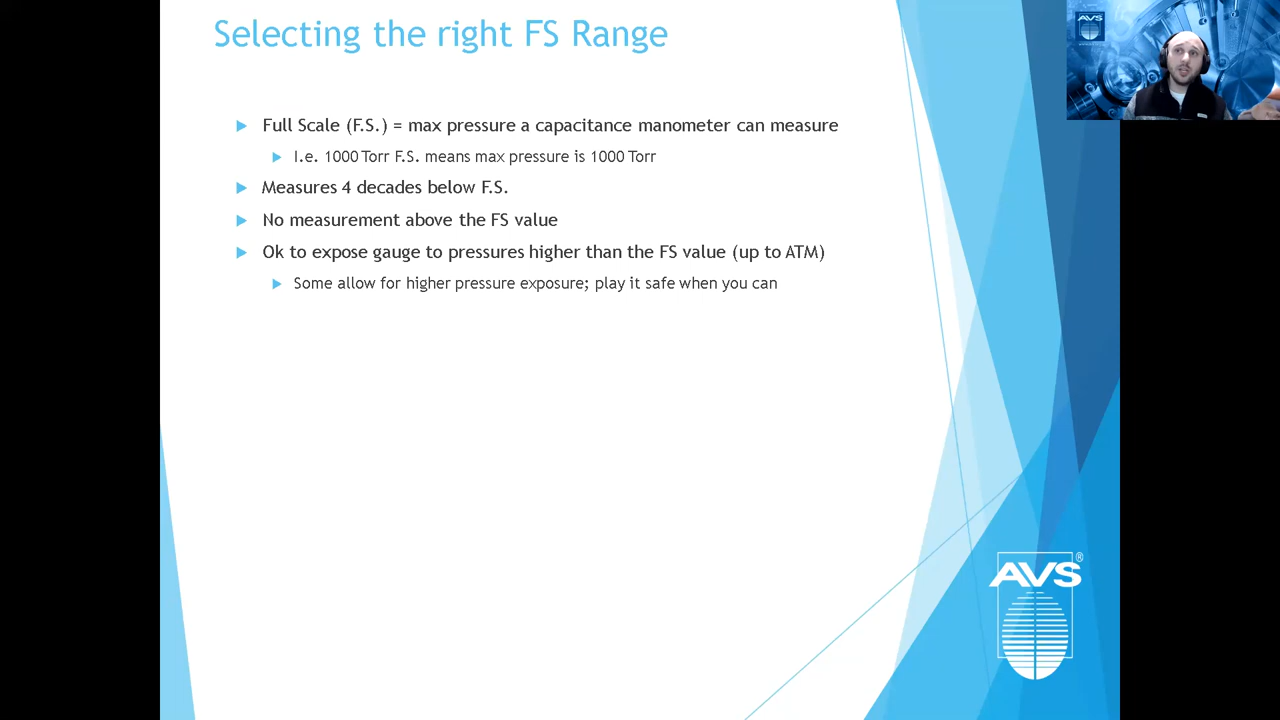 Selecting the right FS Range
Full Scale (F.S.) = max pressure a capacitance manometer can measure
I.e. 1000 Torr F.S. means max pressure is 1000 Torr
Measures 4 decades below F.S.
No measurement above the FS value
Ok to expose gauge to pressures higher than the FS value (up to ATM)
Some allow for higher pressure exposure; play it safe when you can
AVS
AVS®